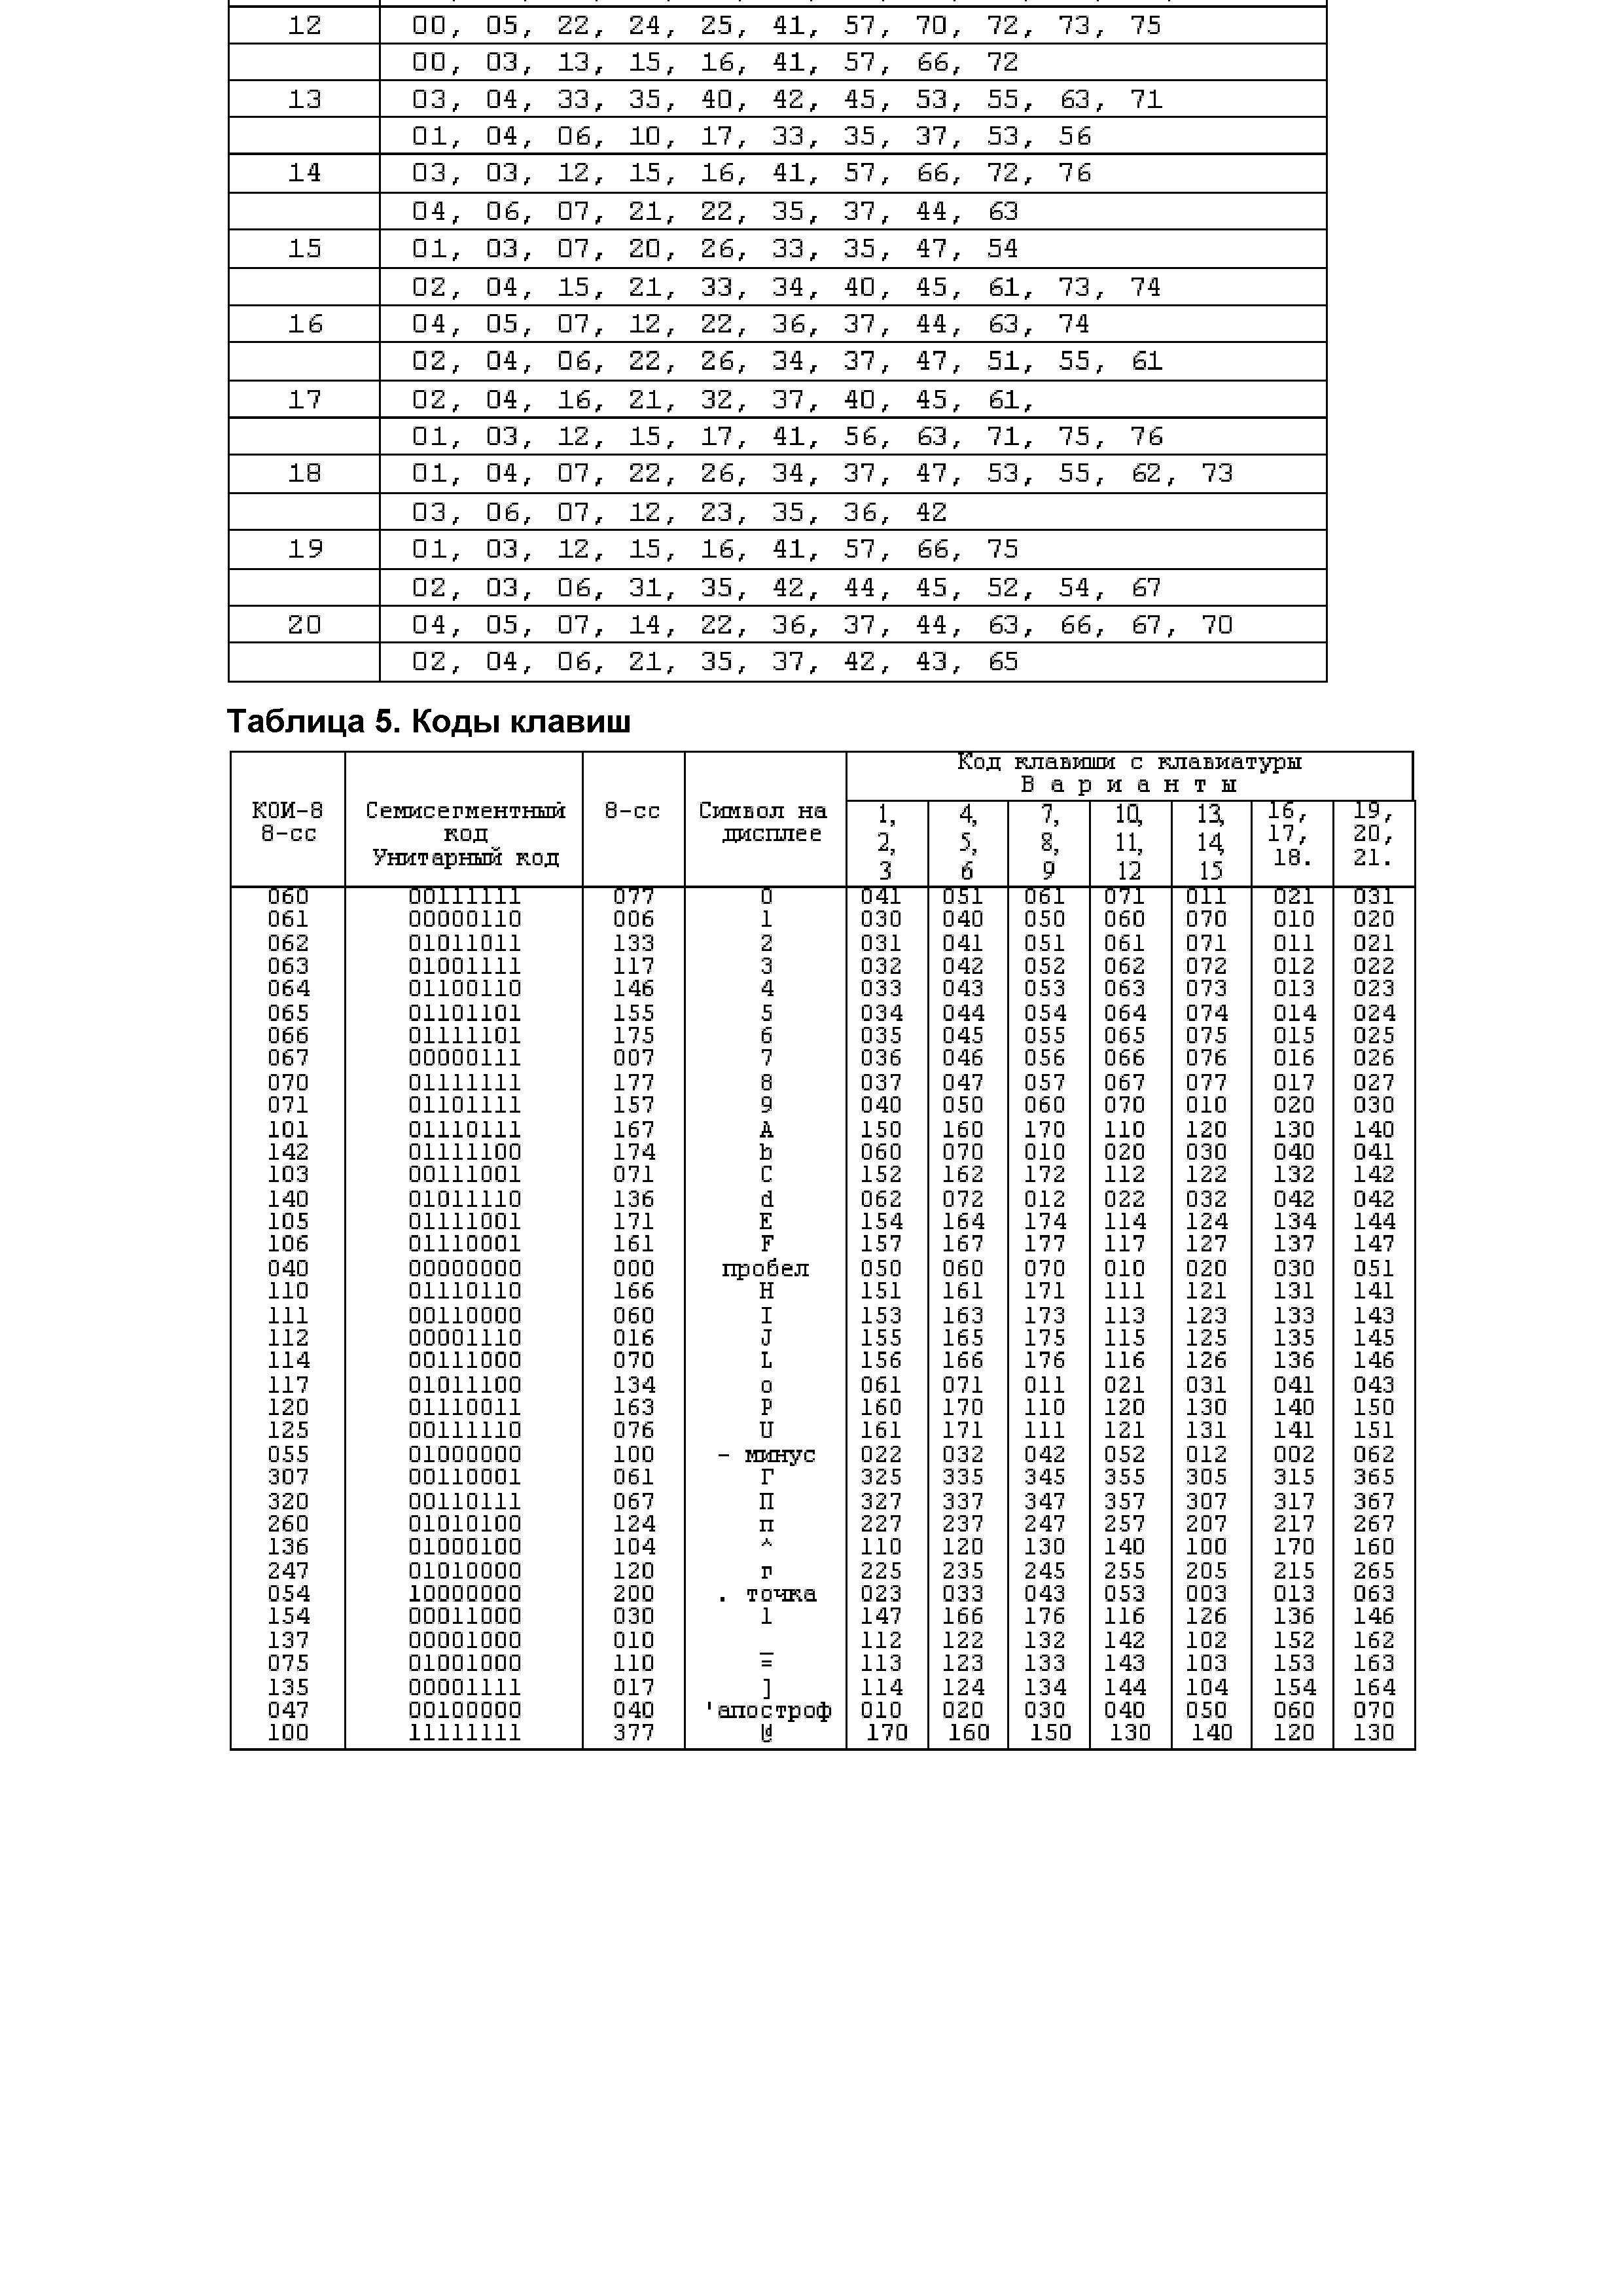 12 00, 05, 22, 24, 25, 41, 57, 70, 72, 73, 75
00, 03, 13, 15, 16, 41, 57, 66, 72
13 03, 04, 33, 35, 40, 42, 45, 53, 55, 63, 71
01, 04, 06, 10, 17, 33, 35, 37, 53, 56
14 03, 03, 12, 15, 16, 41, 57, 66, 72, 76
04, 06, 07, 21, 22, 35, 37, 44, 63
15 01, 03, 07, 20, 26, 33, 35, 47, 54
02, 04, 15, 21, 33, 34, 40, 45, 61, 73, 74
16 04, 05, 07, 12, 22, 36, 37, 44, 63, 74
02, 04, 06, 22, 26, 34, 37, 47, 51, 55, 61
17 02, 04, 16, 21, 32, 37, 40, 45, 61,
01, 03, 12, 15, 17, 41, 56, 63, 71, 75, 76
18 01, 04, 07, 22, 26, 34, 37, 47, 53, 55, 62, 73
03, 06, 07, 12, 23, 35, 36, 42
19 01, 03, 12, 15, 16, 41, 57, 66, 75
02, 03, 06, 31, 35, 42, 44, 45, 52, 54, 67
20 04, 05, 07, 14, 22, 36, 37, 44, 63, 66, 67, 70
02, 04, 06, 21, 35, 37, 42, 43, 65
Таблица 5. Коды клавиш
Код клавиши с клавиатуры
В а р и а н т ы
КОИ-8 Семисегментный 8-сс Символ на 1, 4, 7, 10, 13, 16, 19,
8-сс код дисплее 2, 5, 8, 11, 14, 17, 20,
Унитарный код 3 6 9 12 15 18. 21.
060 00111111 077 0 041 051 061 071 011 021 031
061 00000110 006 1 030 040 050 060 070 010 020
062 01011011 133 2 031 041 051 061 071 011 021
063 01001111 117 3 032 042 052 062 072 012 022
064 01100110 146 4 033 043 053 063 073 013 023
065 01101101 155 5 034 044 054 064 074 014 024
066 01111101 175 6 035 045 055 065 075 015 025
067 00000111 007 7 036 046 056 066 076 016 026
070 01111111 177 8 037 047 057 067 077 017 027
071 01101111 157 9 040 050 060 070 010 020 030
101 01110111 167 A 150 160 170 110 120 130 140
142 01111100 174 b 060 070 010 020 030 040 041
103 00111001 071 C 152 162 172 112 122 132 142
140 01011110 136 d 062 072 012 022 032 042 042
105 01111001 171 E 154 164 174 114 124 134 144
106 01110001 161 F 157 167 177 117 127 137 147
040 00000000 000 пробел 050 060 070 010 020 030 051
110 01110110 166 H 151 161 171 111 121 131 141
111 00110000 060 I 153 163 173 113 123 133 143
112 00001110 016 J 155 165 175 115 125 135 145
114 00111000 070 L 156 166 176 116 126 136 146
117 01011100 134 o 061 071 011 021 031 041 043
120 01110011 163 P 160 170 110 120 130 140 150
125 00111110 076 U 161 171 111 121 131 141 151
055 01000000 100 - минус 022 032 042 052 012 002 062
307 00110001 061 Г 325 335 345 355 305 315 365
320 00110111 067 П 327 337 347 357 307 317 367
260 01010100 124 п 227 237 247 257 207 217 267
136 01000100 104 ^ 110 120 130 140 100 170 160
247 01010000 120 г 225 235 245 255 205 215 265
054 10000000 200 . точка 023 033 043 053 003 013 063
154 00011000 030 l 147 166 176 116 126 136 146
137 00001000 010 _ 112 122 132 142 102 152 162
075 01001000 110 = 113 123 133 143 103 153 163
135 00001111 017 ] 114 124 134 144 104 154 164
047 00100000 040 'апостроф 010 020 030 040 050 060 070
100 11111111 377 @ 170 160 150 130 140 120 130